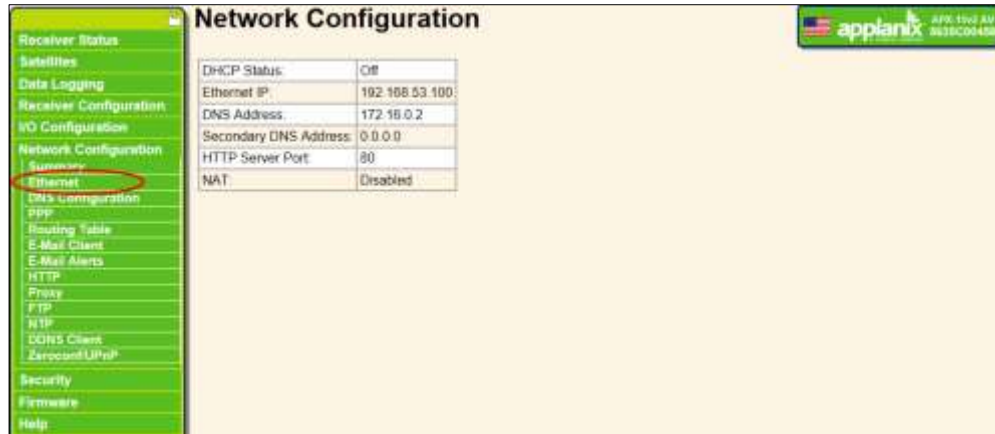 Network Configuration
applanix
Receiver Status
Satellites
Data Logging
Receiver Configuration
I/O Configuration
Network Configuration
Summary
Ethernet
DNS Configuration
PPP
Routing Table
E-Mail Client
E-Mail Alerts
HTTP
Proxy
FTP
NTP
DDNS Client
Zeroconf/UPnP
Security
Firmware
Help
DHCP Status: Off
Ethernet IP: 192.168.53.100
DNS Address: 172.16.0.2
Secondary DNS Address: 0.0.0.0
HTTP Server Port: 80
NAT: Disabled